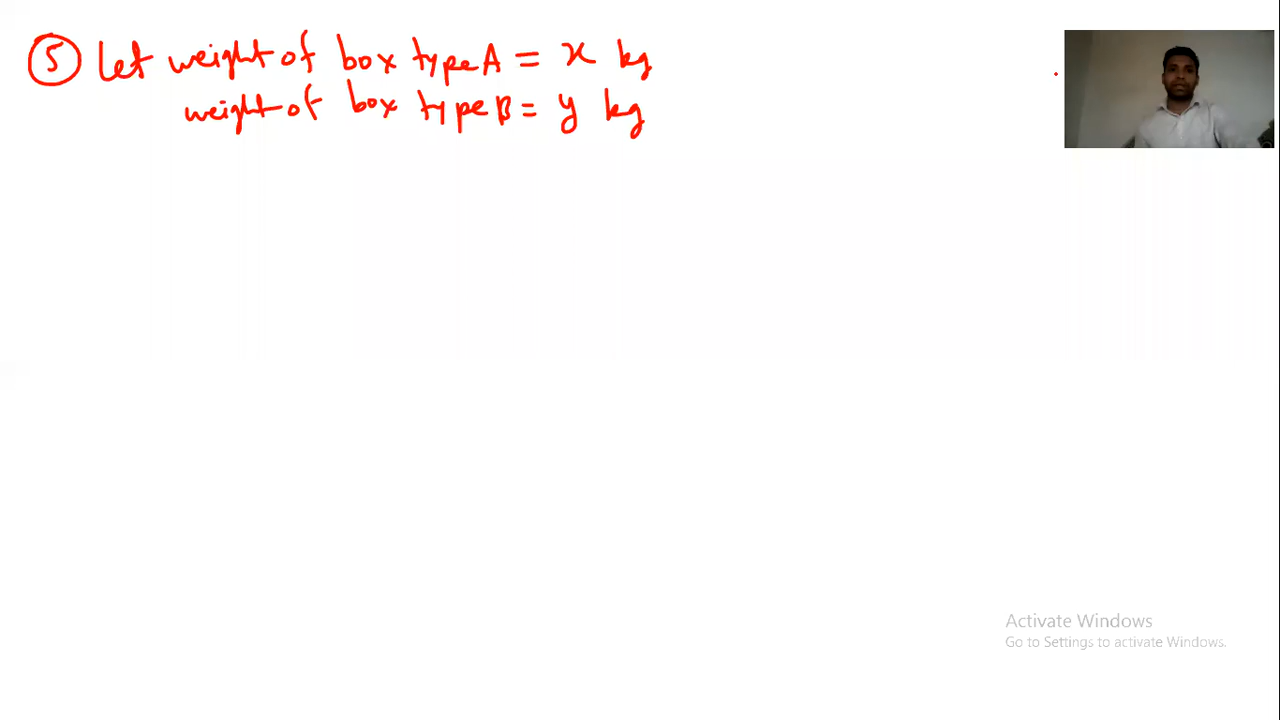 ⑤ Let weight of box type A = x kg
weight of box type B = y kg
Activate Windows
Go to Settings to activate Windows.